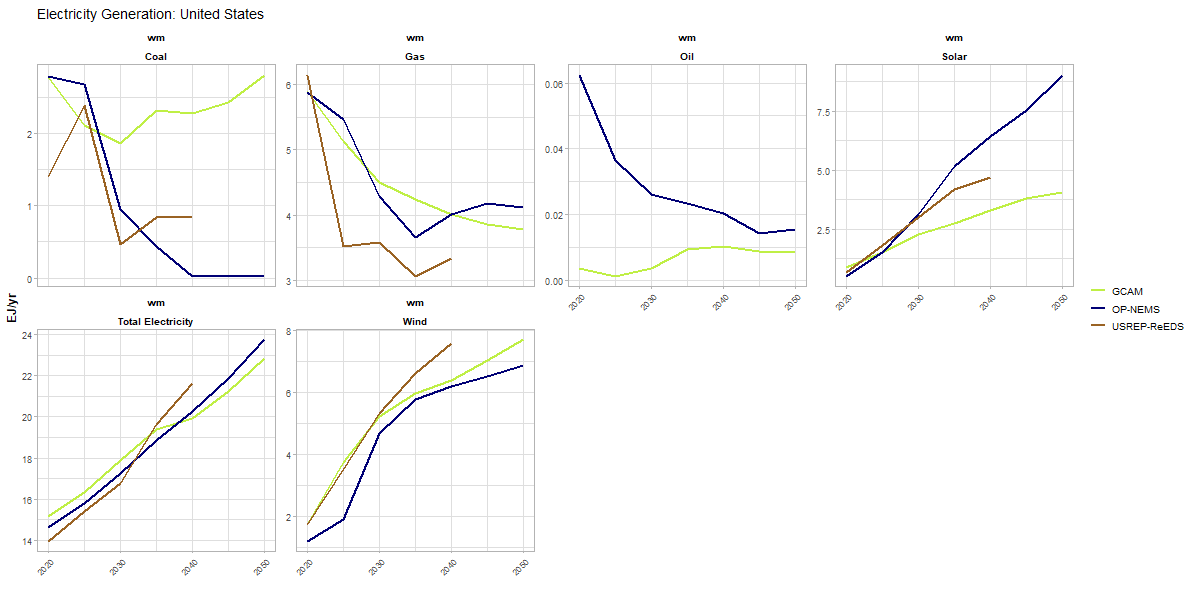 Electricity Generation: United States
wm
wm
wm
wm
Coal
Gas
Oil
Solar
2
1
0
6
5
4
3
0.06
0.04
0.02
0.00
7.5
5.0
2.5
2020
2030
2040
2050
2020
2030
2040
2050
EJ/yr
GCAM
OP-NEMS
USREP-ReEDS
wm
wm
Total Electricity
Wind
24
22
20
18
16
14
8
6
4
2
2020
2030
2040
2050
2020
2030
2040
2050